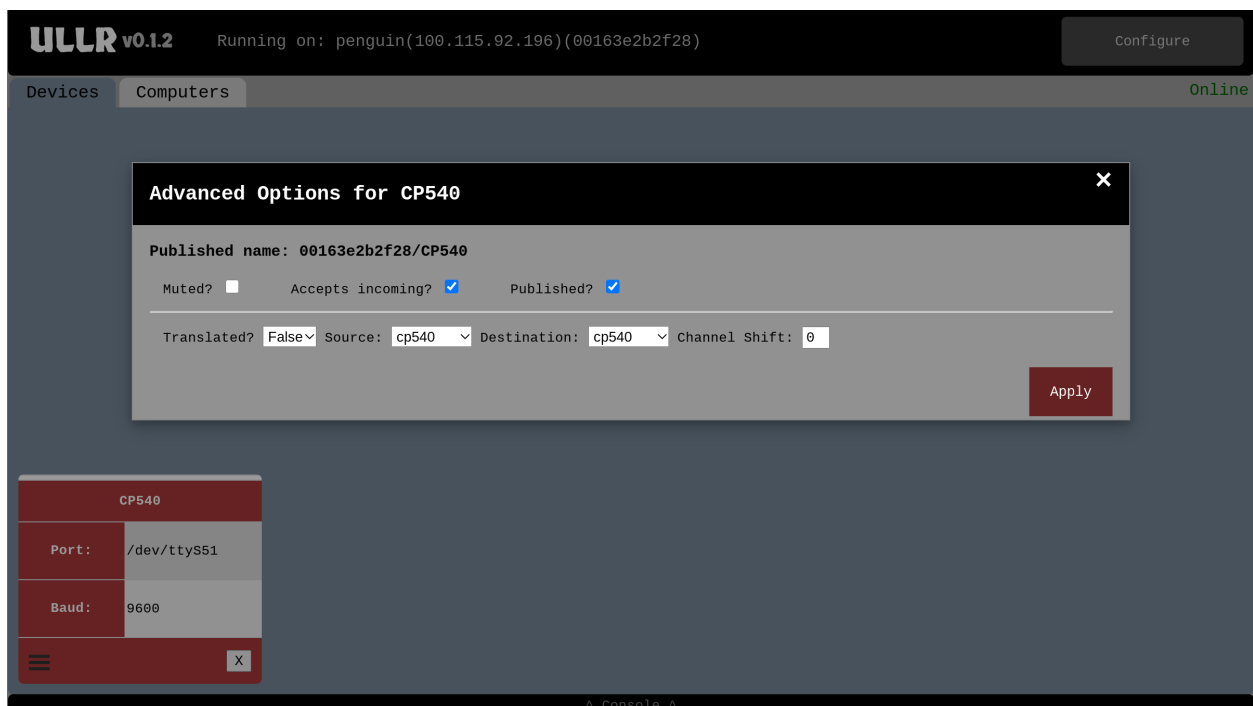 ULLR v0.1.2 Running on: penguin(100.115.92.196)(00163e2b2f28) Configure
Devices Computers Online
Advanced Options for CP540 ×
Published name: 00163e2b2f28/CP540
Muted? Accepts incoming? Published?
Translated? False Source: cp540 Destination: cp540 Channel Shift: 0
Apply
CP540
Port: /dev/ttyS51
Baud: 9600
X
^ Console ^